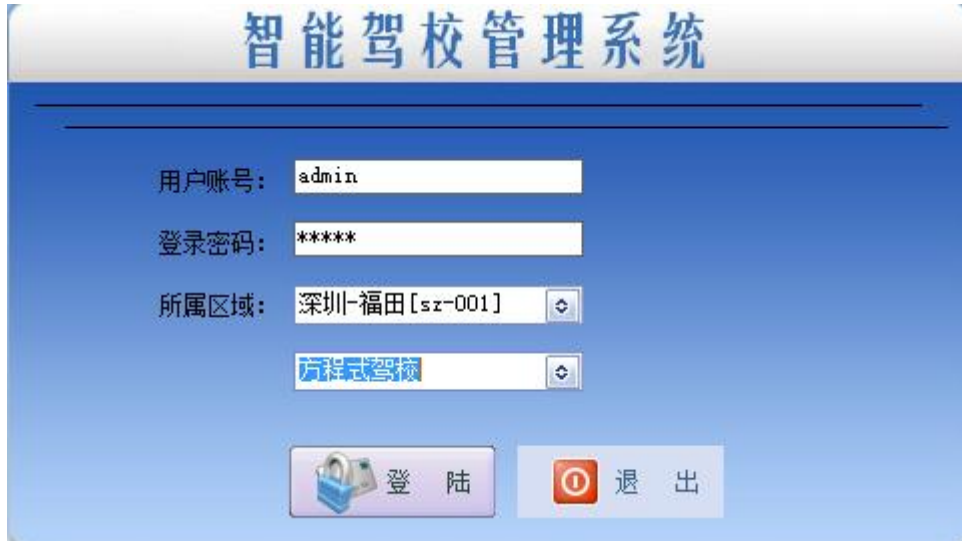 智能驾校管理系统
用户账号： admin
登录密码： *****
所属区域： 深圳-福田[sz-001]
方程式驾校
登 陆 退 出